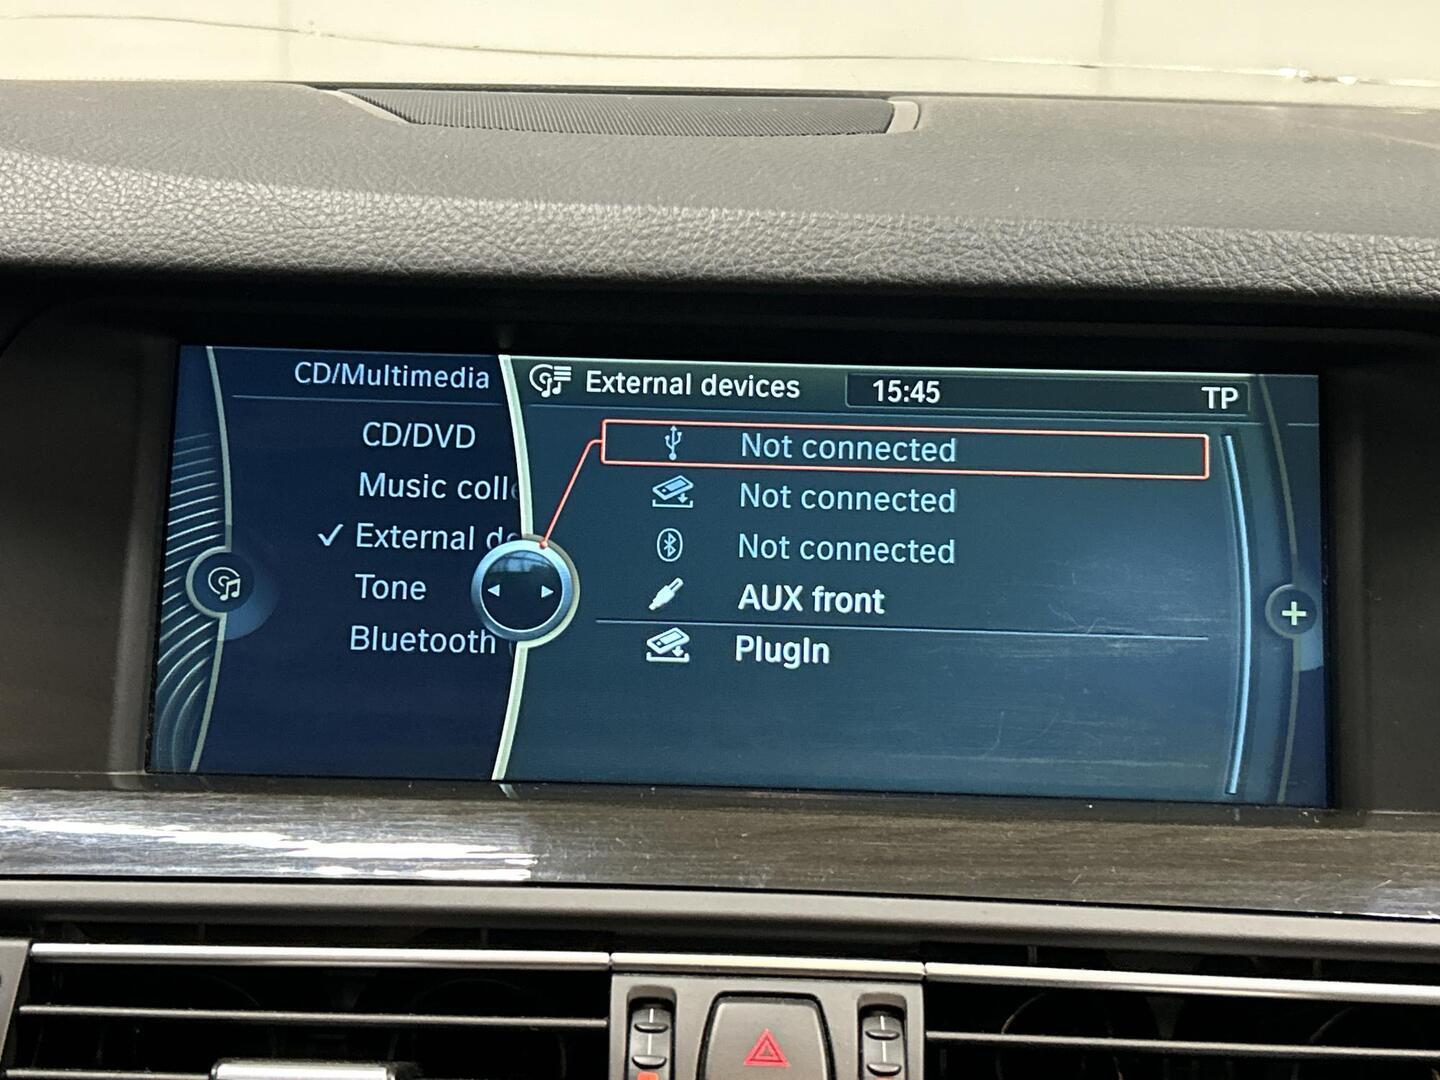 CD/Multimedia
CD/DVD
Music coll
External de
Tone
Bluetooth
External devices
15:45
TP
Not connected
Not connected
Not connected
AUX front
PlugIn